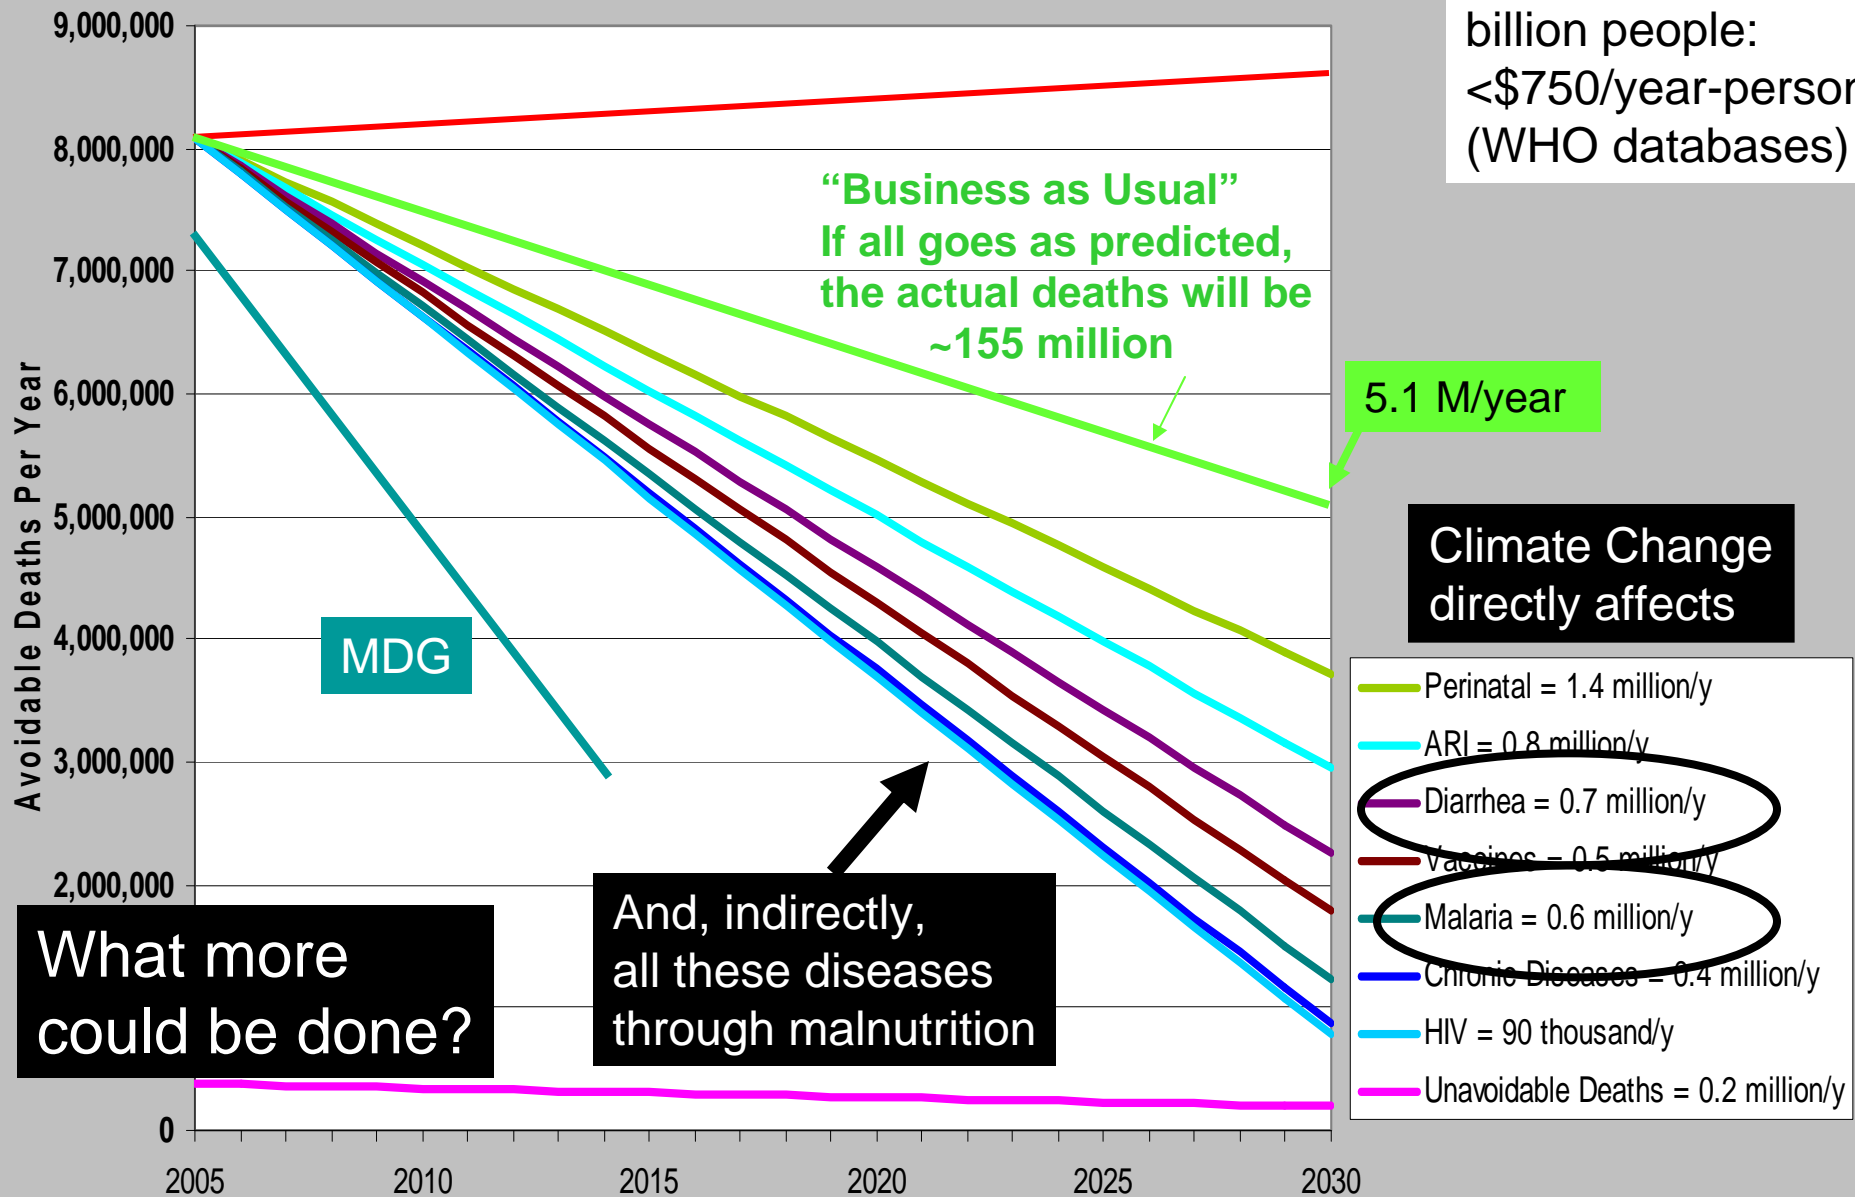 billion people:
<$750/year-person
(WHO databases)
9,000,000
8,000,000
7,000,000
6,000,000
5,000,000
4,000,000
3,000,000
2,000,000
0
Avoidable Deaths Per Year
“Business as Usual”
If all goes as predicted,
the actual deaths will be
~155 million
5.1 M/year
MDG
Climate Change
directly affects
Perinatal = 1.4 million/y
ARI = 0.8 million/y
Diarrhea = 0.7 million/y
Vaccines = 0.5 million/y
Malaria = 0.6 million/y
Chronic Diseases = 0.4 million/y
HIV = 90 thousand/y
Unavoidable Deaths = 0.2 million/y
And, indirectly,
all these diseases
through malnutrition
What more
could be done?
2005
2010
2015
2020
2025
2030